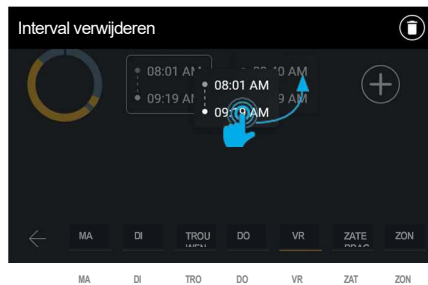 Interval verwijderen
08:01 AM
09:19 AM
08:01 AM
09:19 AM
MA DI TROU DO VR ZATE ZON
MA DI TRO DO VR ZAT ZON